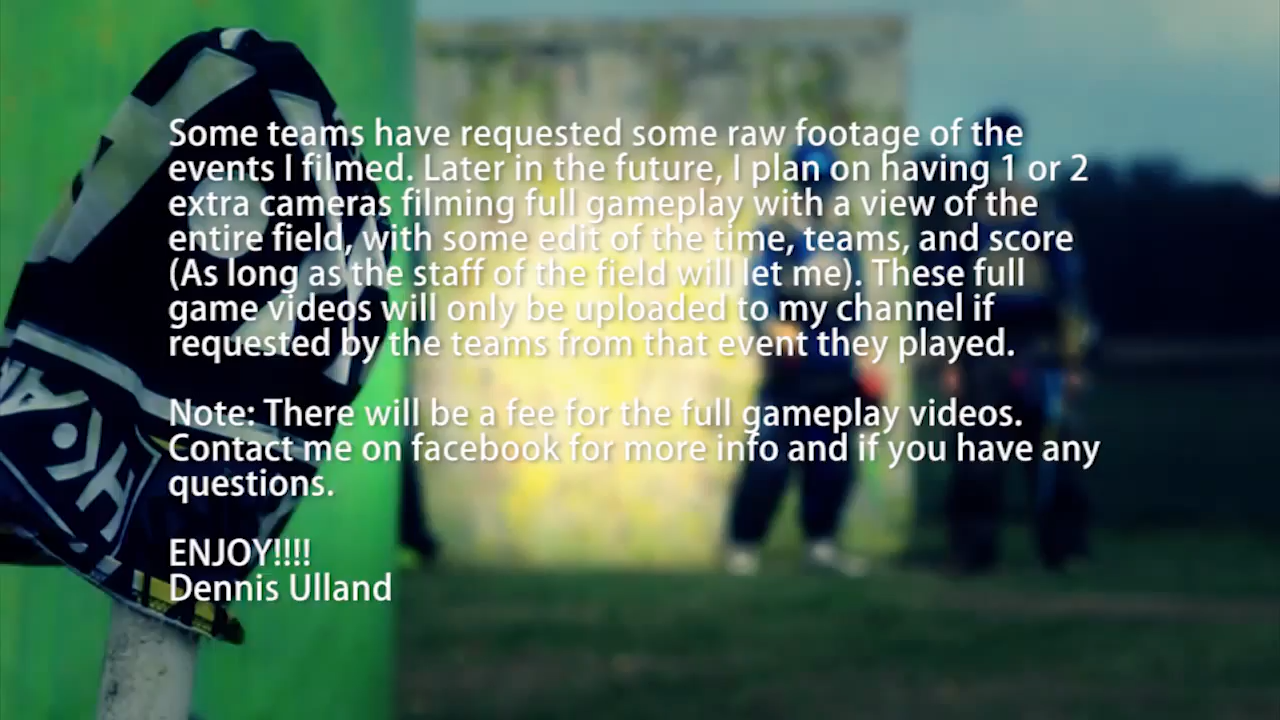 Some teams have requested some raw footage of the
events I filmed. Later in the future, I plan on having 1 or 2
extra cameras filming full gameplay with a view of the
entire field, with some edit of the time, teams, and score
(As long as the staff of the field will let me). These full
game videos will only be uploaded to my channel if
requested by the teams from that event they played.
Note: There will be a fee for the full gameplay videos.
Contact me on facebook for more info and if you have any
questions.
ENJOY!!!!
Dennis Ulland